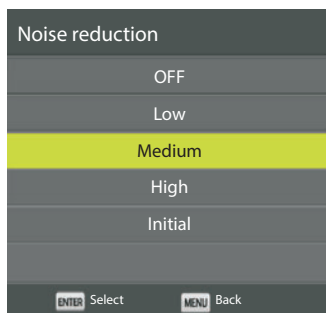 Noise reduction
OFF
Low
Medium
High
Initial
ENTER Select MENU Back